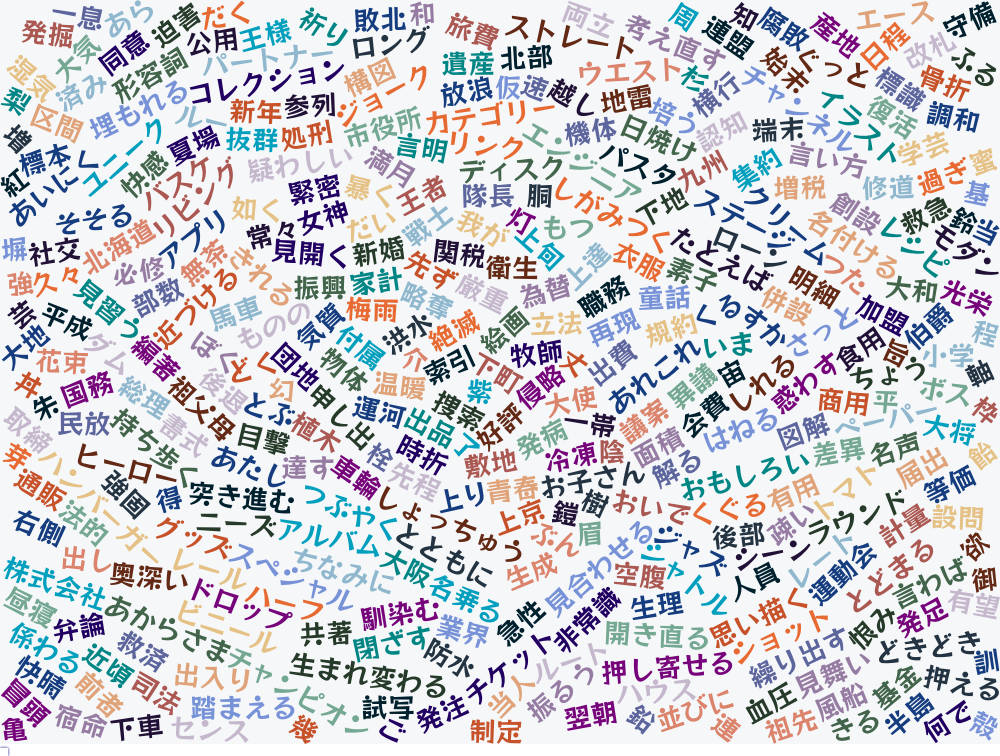 一息
あら
迫害
だく
祈り
敗北
和
旅費
ストレート
両立
考え直す
周
知
連盟
腐敗
産地
エース
日程
守備
発掘
大気
同意
公用
王様
ロング
北部
遺産
ウエスト
杉
始末
ぐっと
改札
ふる
湿気
済み
形容詞
パートナー
コレクション
構図
ジョーク
放浪
仮
速
越し
地雷
培う
横行
チャンネル
イラスト
標識
骨折
復活
調和
梨
区間
埋もれる
新年
参列
カテゴリー
市役所
機体
日焼け
認知
端末
言い方
学芸
蜜
墟
標本
ユニーク
夏場
抜群
処刑
言明
リンク
エンジニア
パスタ
九州
集約
増税
修道
過ぎ
基
紅
あいにく
快感
バスケ
疑わしい
満月
ディスク
隊長
胴
しがみつく
下地
ステージ
クリーム
創設
救急
鈴
当
そそる
リビング
緊密
暴く
王者
如く
女神
だい
戦士
我が
灯
もつ
たとえば
ローン
名付ける
レシピ
モダン
堀
社交
北海道
アプリ
常々
見開く
新婚
関税
上旬
上達
衣服
素子
明細
つた
大和
光栄
強
久々
必修
無茶
される
振興
家計
先ず
衛生
厳重
為替
職務
童話
くるすか
併設
さっと
加盟
伯爵
程
芸
平成
見習う
部数
近づける
馬車
ものの
気質
梅雨
略奪
洪水
絶滅
絵画
立法
再現
規約
いま
食用
旨
小学
軸
大地
花束
ダム
編著
ぼく
どく
団地
付属
物体
介
索引
下町
牧師
出費
あれこれ
異議
宙
しれる
惑わす
ちょう
ボス
枠
丼
朱
国務
総理
祖父母
後退
幻
とぶ
申し出
温暖
運河
紫
捜索
侵略
大使
一帯
議案
会費
商用
平
ペーパー
大将
取締
民放
持ち歩く
書式
目撃
植木
出品
好評
発病
冷凍
陰
面積
はねる
図解
差異
名声
飴
芽
ハンバーガー
ヒーロー
あたし
達す
車輪
栓
時折
先程
敷地
お子さん
解る
おもしろい
トマト
届出
等価
通販
法的
強固
得
突き進む
つぶやく
しょっちゅう
上り
青春
上京
鎧
樹
おいで
くぐる
有用
ラウンド
計量
設問
右側
グッズ
ニーズ
アルバム
とともに
ぶん
眉
ジャズ
後部
疎い
シーン
欲
出し
奥深い
レール
スペシャル
ちなみに
大阪
名乗る
生成
見合わせる
空腹
人員
レート
運動会
とどまる
言わば
御
株式会社
昼寝
あからさま
ドロップ
ハーフ
馴染む
業界
急性
非常識
生理
思い描く
恨み
発足
有望
係わる
弁論
救済
ビニール
共著
閉ざす
防水
チケット
開き直る
ショット
繰り出す
どきどき
訓
快晴
近頃
出入り
チャンピオン
生まれ変わる
ルート
押し寄せる
見舞い
基金
押える
冒頭
前者
司法
踏まえる
試写
発注
当人
振るう
ハウス
並びに
血圧
風船
半島
何で
殻
亀
宿命
下車
センス
幾
ご
制定
翌朝
鉛
連
祖先
きる